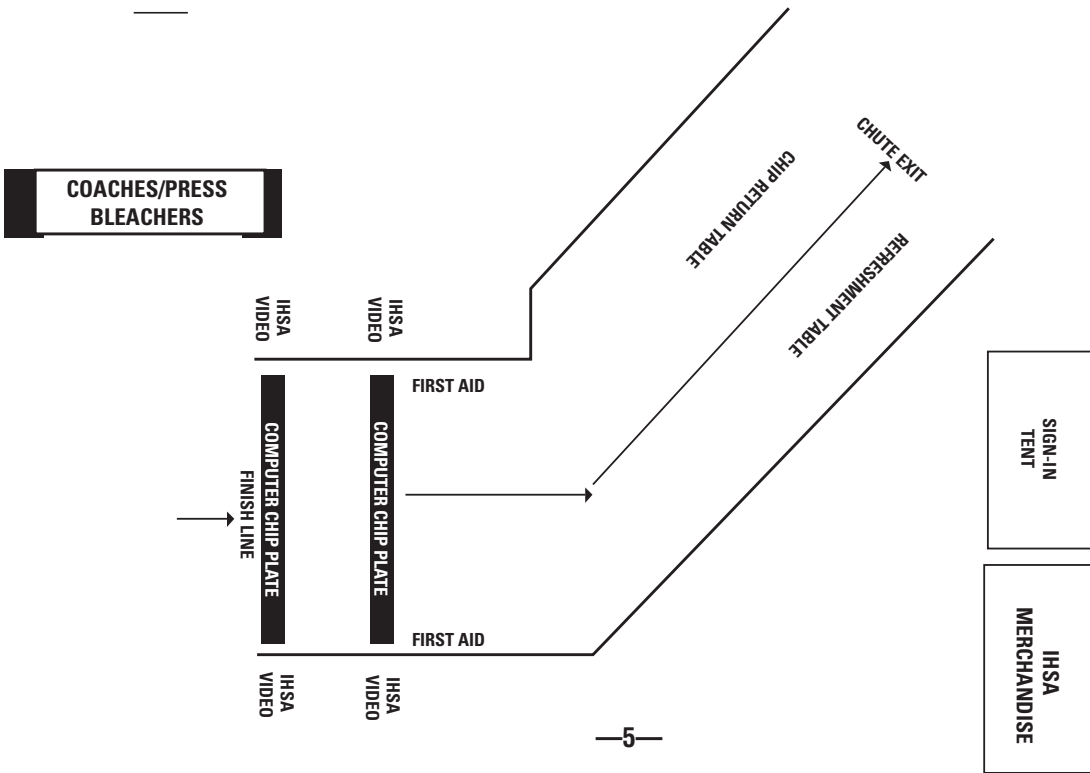 COACHES/PRESS
BLEACHERS
CHUTE EXIT
CHIP RETURN TABLE
REFRESHMENT TABLE
IHSA
VIDEO
IHSA
VIDEO
FIRST AID
COMPUTER CHIP PLATE
FINISH LINE
COMPUTER CHIP PLATE
FIRST AID
IHSA
VIDEO
IHSA
VIDEO
SIGN-IN
TENT
IHSA
MERCHANDISE
—5—